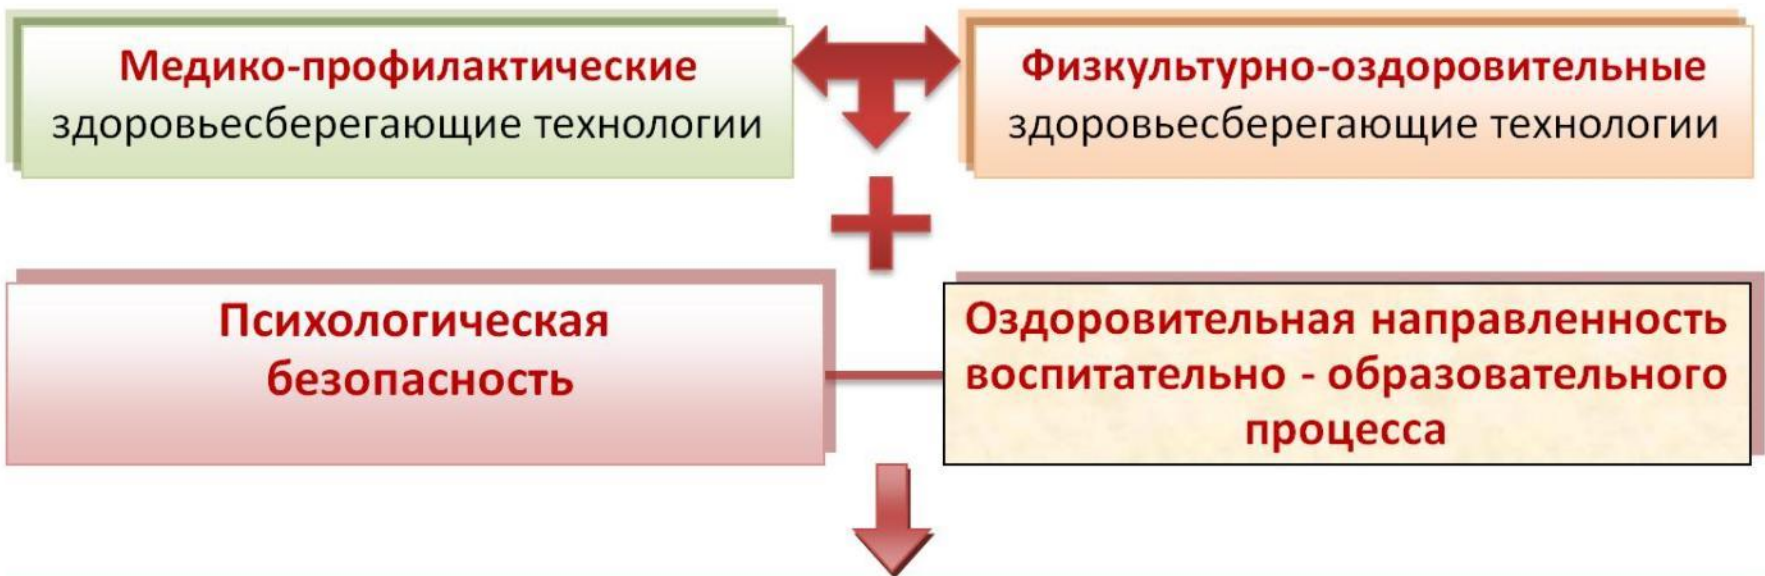 Медико-профилактические
здоровьесберегающие технологии
Физкультурно-оздоровительные
здоровьесберегающие технологии
Психологическая
безопасность
Оздоровительная направленность
воспитательно - образовательного
процесса